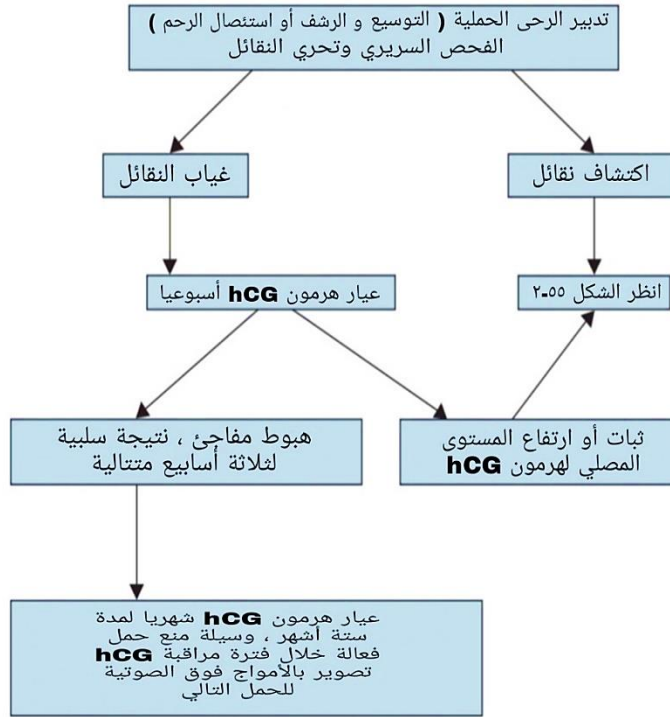 تدبير الرحى الحملية ( التوسيع و الرشف أو استئصال الرحم )
الفحص السريري وتحري النقائل
غياب النقائل
اكتشاف نقائل
عيار هرمون hCG أسبوعيا
انظر الشكل ٥٥-٢
هبوط مفاجئ ، نتيجة سلبية
لثلاثة أسابيع متتالية
ثبات أو ارتفاع المستوى
المصلي لهرمون hCG
عيار هرمون hCG شهريا لمدة
ستة أشهر ، وسيلة منع حمل
فعالة خلال فترة مراقبة hCG
تصوير بالأمواج فوق الصوتية
للحمل التالي